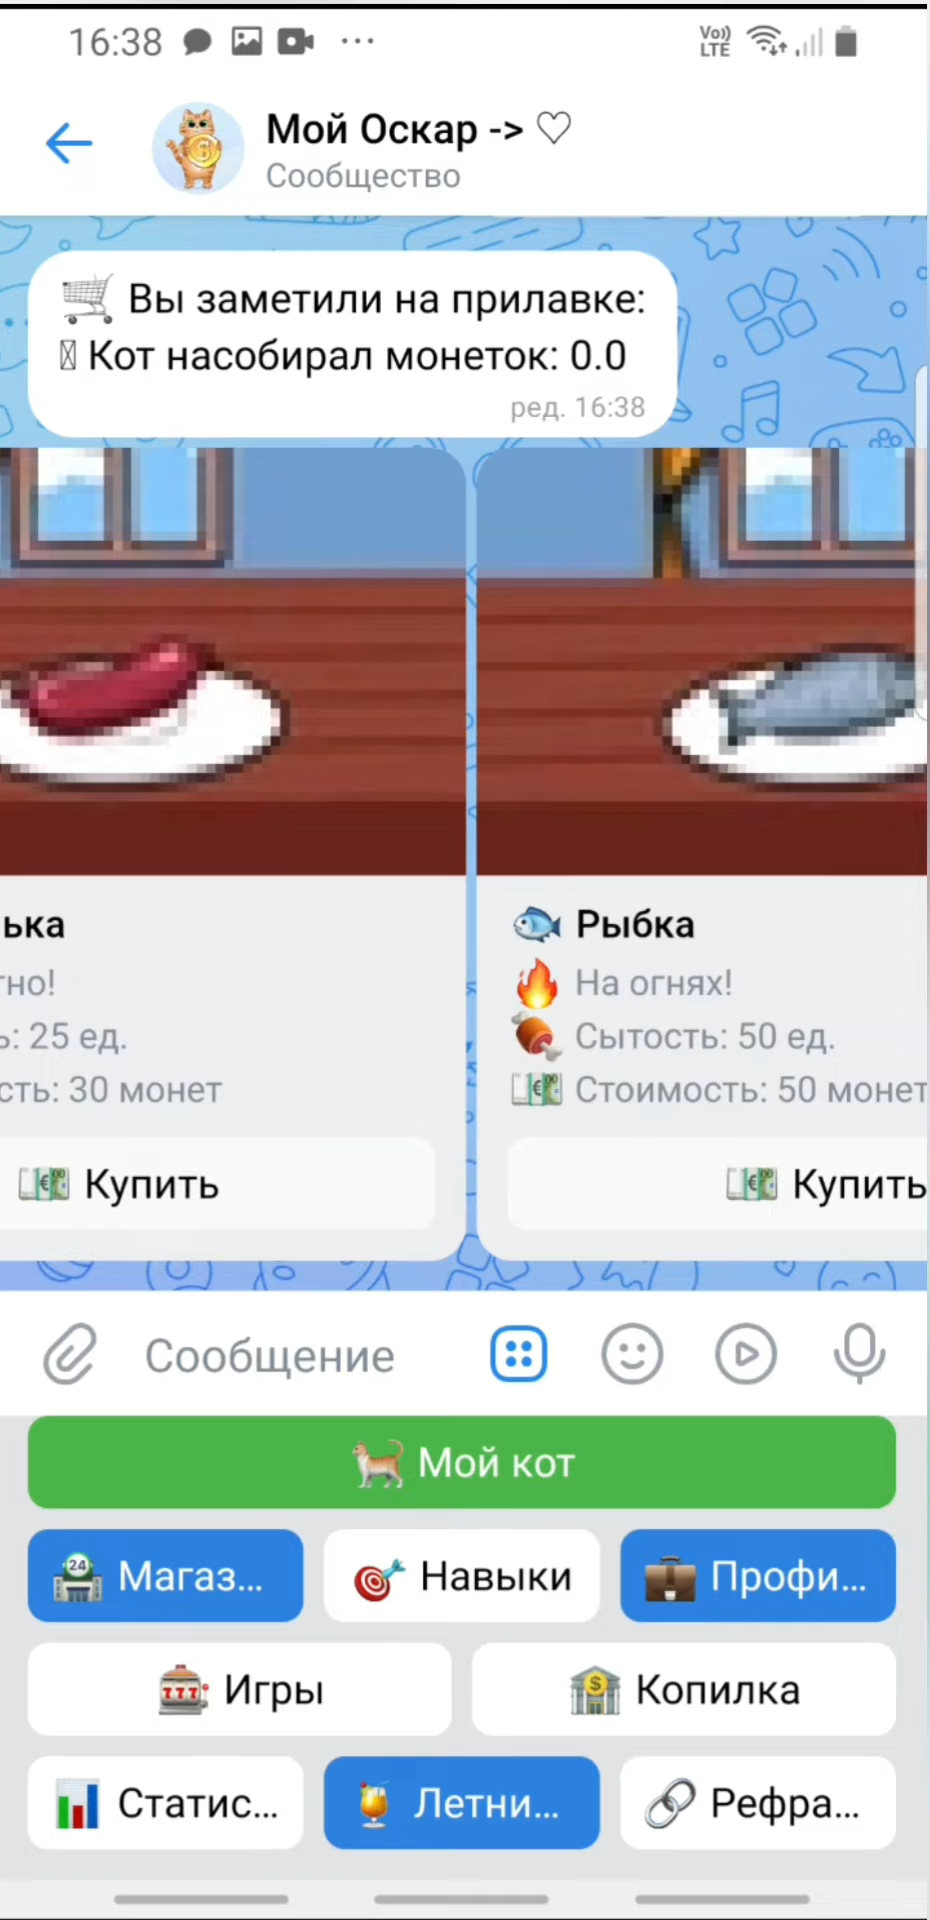 16:38
Vo))
LTE
Мой Оскар -> ♡
Сообщество
🛒 Вы заметили на прилавке:
Кот насобирал монеток: 0.0
ред. 16:38
ька
тно!
ь: 25 ед.
сть: 30 монет
💶 Купить
🐟 Рыбка
🔥 На огнях!
🍖 Сытость: 50 ед.
💶 Стоимость: 50 монет
💶 Купить
Сообщение
🐈 Мой кот
🏪 Магаз...
🎯 Навыки
💼 Профи...
🎰 Игры
🏦 Копилка
📊 Статис...
🍹 Летни...
🔗 Рефра...